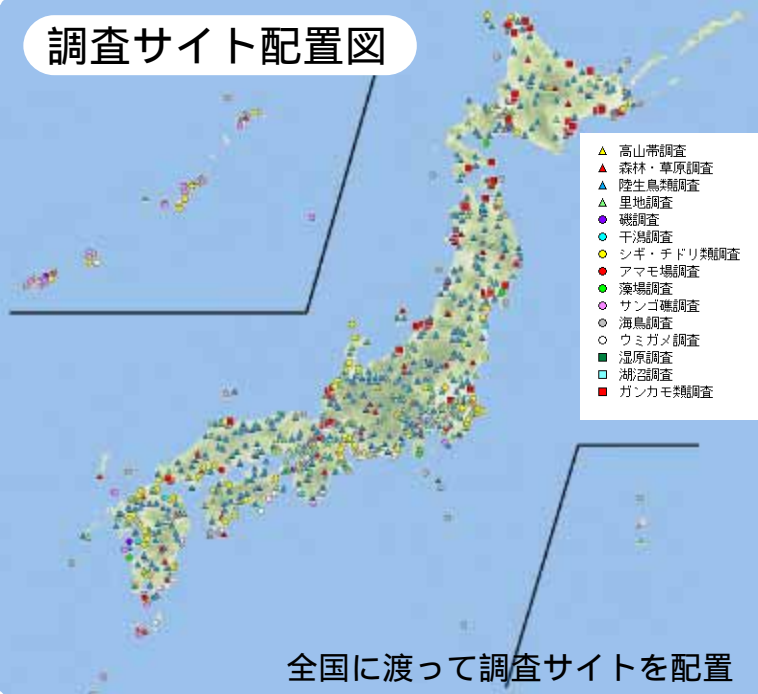 調査サイト配置図
高山帯調査
森林・草原調査
陸生鳥類調査
里地調査
磯調査
干潟調査
シギ・チドリ類調査
アマモ場調査
藻場調査
サンゴ礁調査
海鳥調査
ウミガメ調査
湿原調査
湖沼調査
ガンカモ類調査
全国に渡って調査サイトを配置